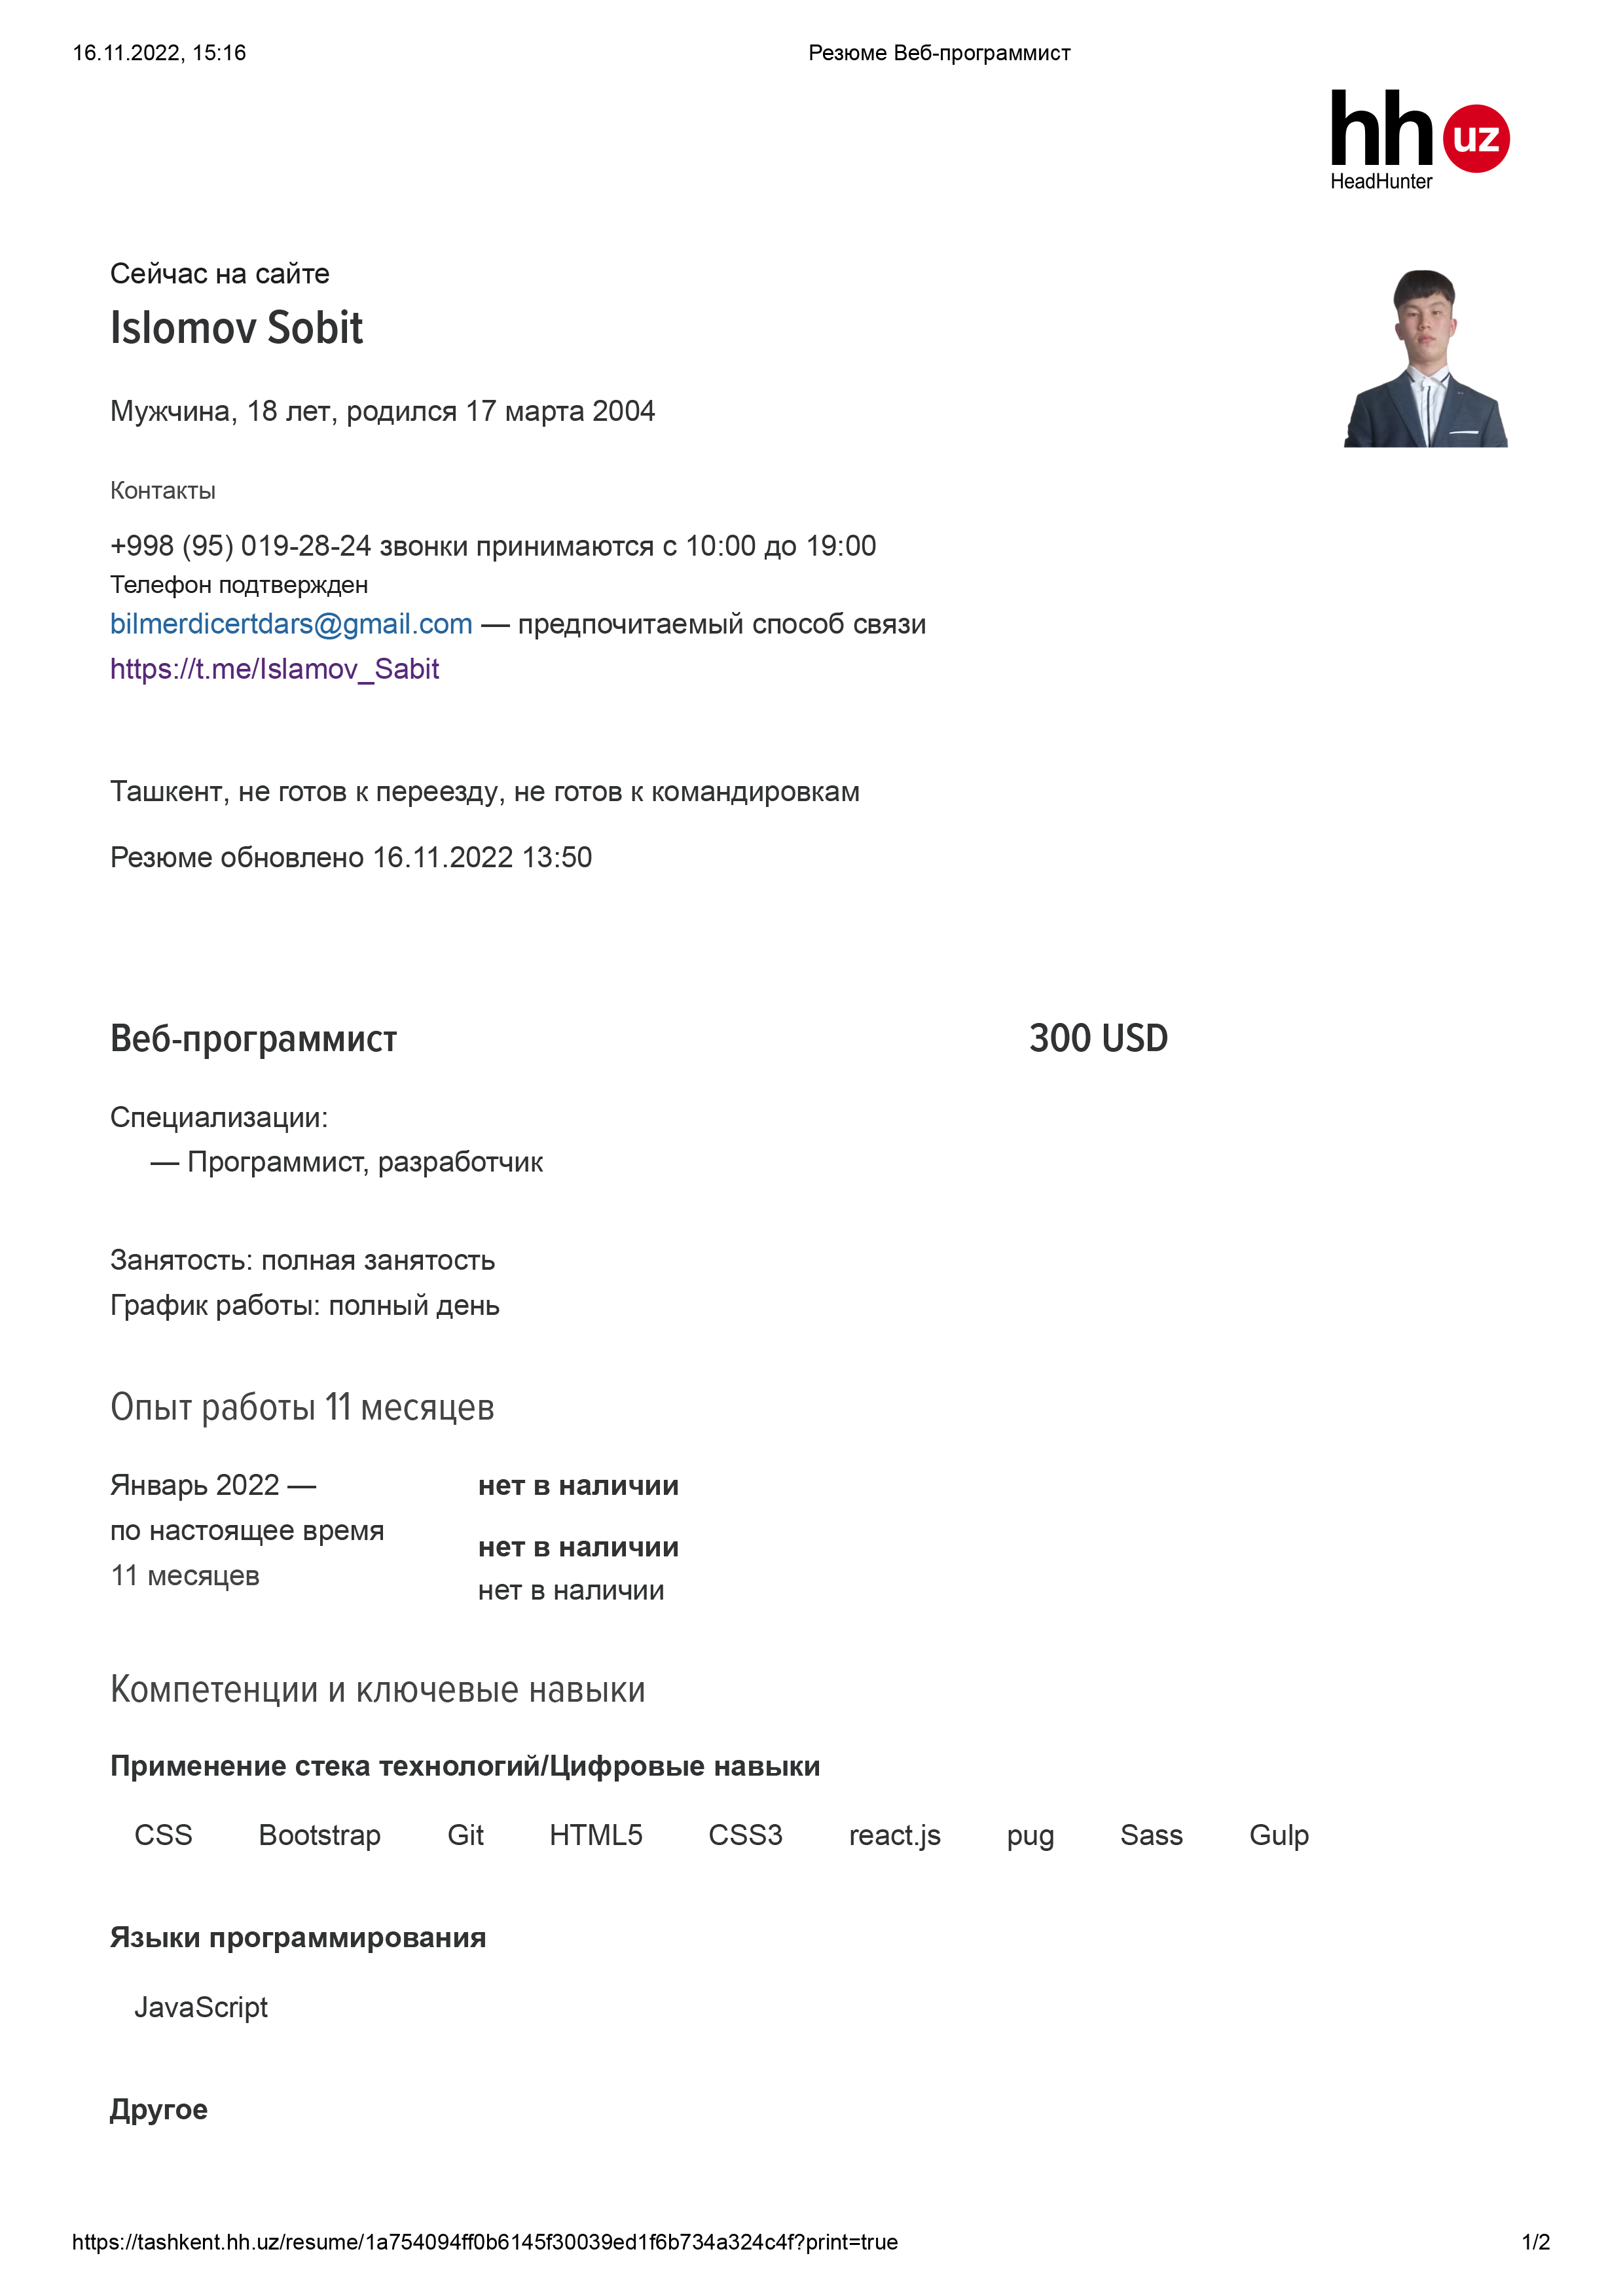 16.11.2022, 15:16 Резюме Веб-программист
hh uz
HeadHunter
Сейчас на сайте
Islomov Sobit
Мужчина, 18 лет, родился 17 марта 2004
Контакты
+998 (95) 019-28-24 звонки принимаются с 10:00 до 19:00
Телефон подтвержден
bilmerdicertdars@gmail.com — предпочитаемый способ связи
https://t.me/Islamov_Sabit
Ташкент, не готов к переезду, не готов к командировкам
Резюме обновлено 16.11.2022 13:50
Веб-программист 300 USD
Специализации:
— Программист, разработчик
Занятость: полная занятость
График работы: полный день
Опыт работы 11 месяцев
Январь 2022 — нет в наличии
по настоящее время нет в наличии
11 месяцев нет в наличии
Компетенции и ключевые навыки
Применение стека технологий/Цифровые навыки
CSS Bootstrap Git HTML5 CSS3 react.js pug Sass Gulp
Языки программирования
JavaScript
Другое
https://tashkent.hh.uz/resume/1a754094ff0b6145f30039ed1f6b734a324c4f?print=true 1/2